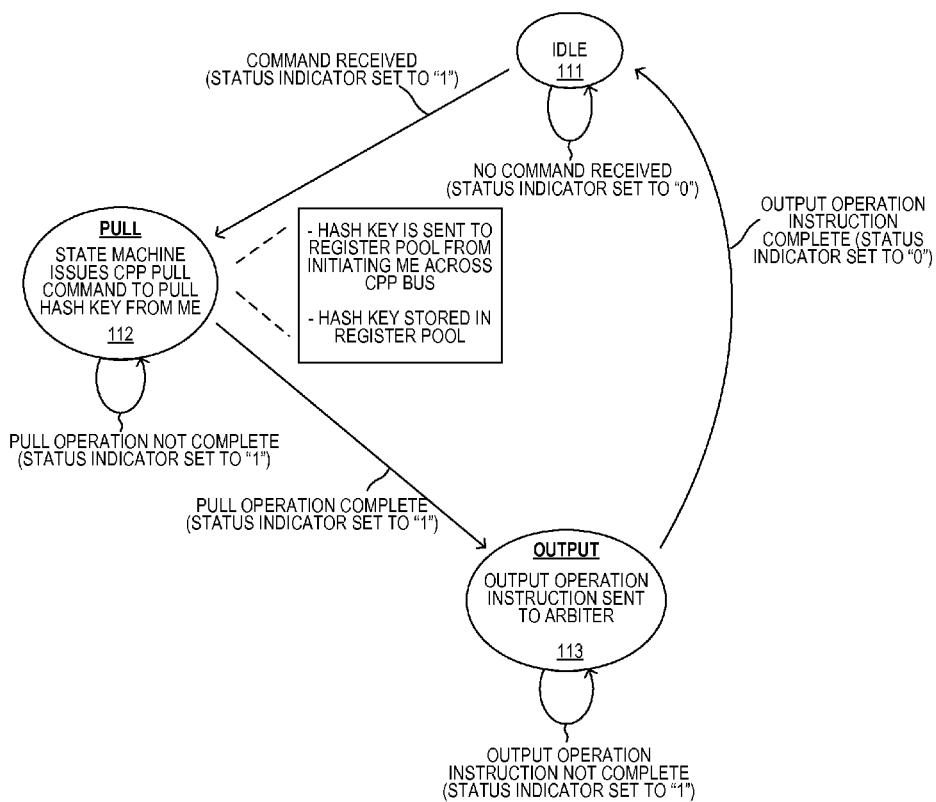 IDLE
111
COMMAND RECEIVED
(STATUS INDICATOR SET TO “1”)
NO COMMAND RECEIVED
(STATUS INDICATOR SET TO “0”)
OUTPUT OPERATION
INSTRUCTION
COMPLETE (STATUS
INDICATOR SET TO “0”)
PULL
STATE MACHINE
ISSUES CPP PULL
COMMAND TO PULL
HASH KEY FROM ME
112
- HASH KEY IS SENT TO
REGISTER POOL FROM
INITIATING ME ACROSS
CPP BUS
- HASH KEY STORED IN
REGISTER POOL
PULL OPERATION NOT COMPLETE
(STATUS INDICATOR SET TO “1”)
PULL OPERATION COMPLETE
(STATUS INDICATOR SET TO “1”)
OUTPUT
OUTPUT OPERATION
INSTRUCTION SENT
TO ARBITER
113
OUTPUT OPERATION
INSTRUCTION NOT COMPLETE
(STATUS INDICATOR SET TO “1”)